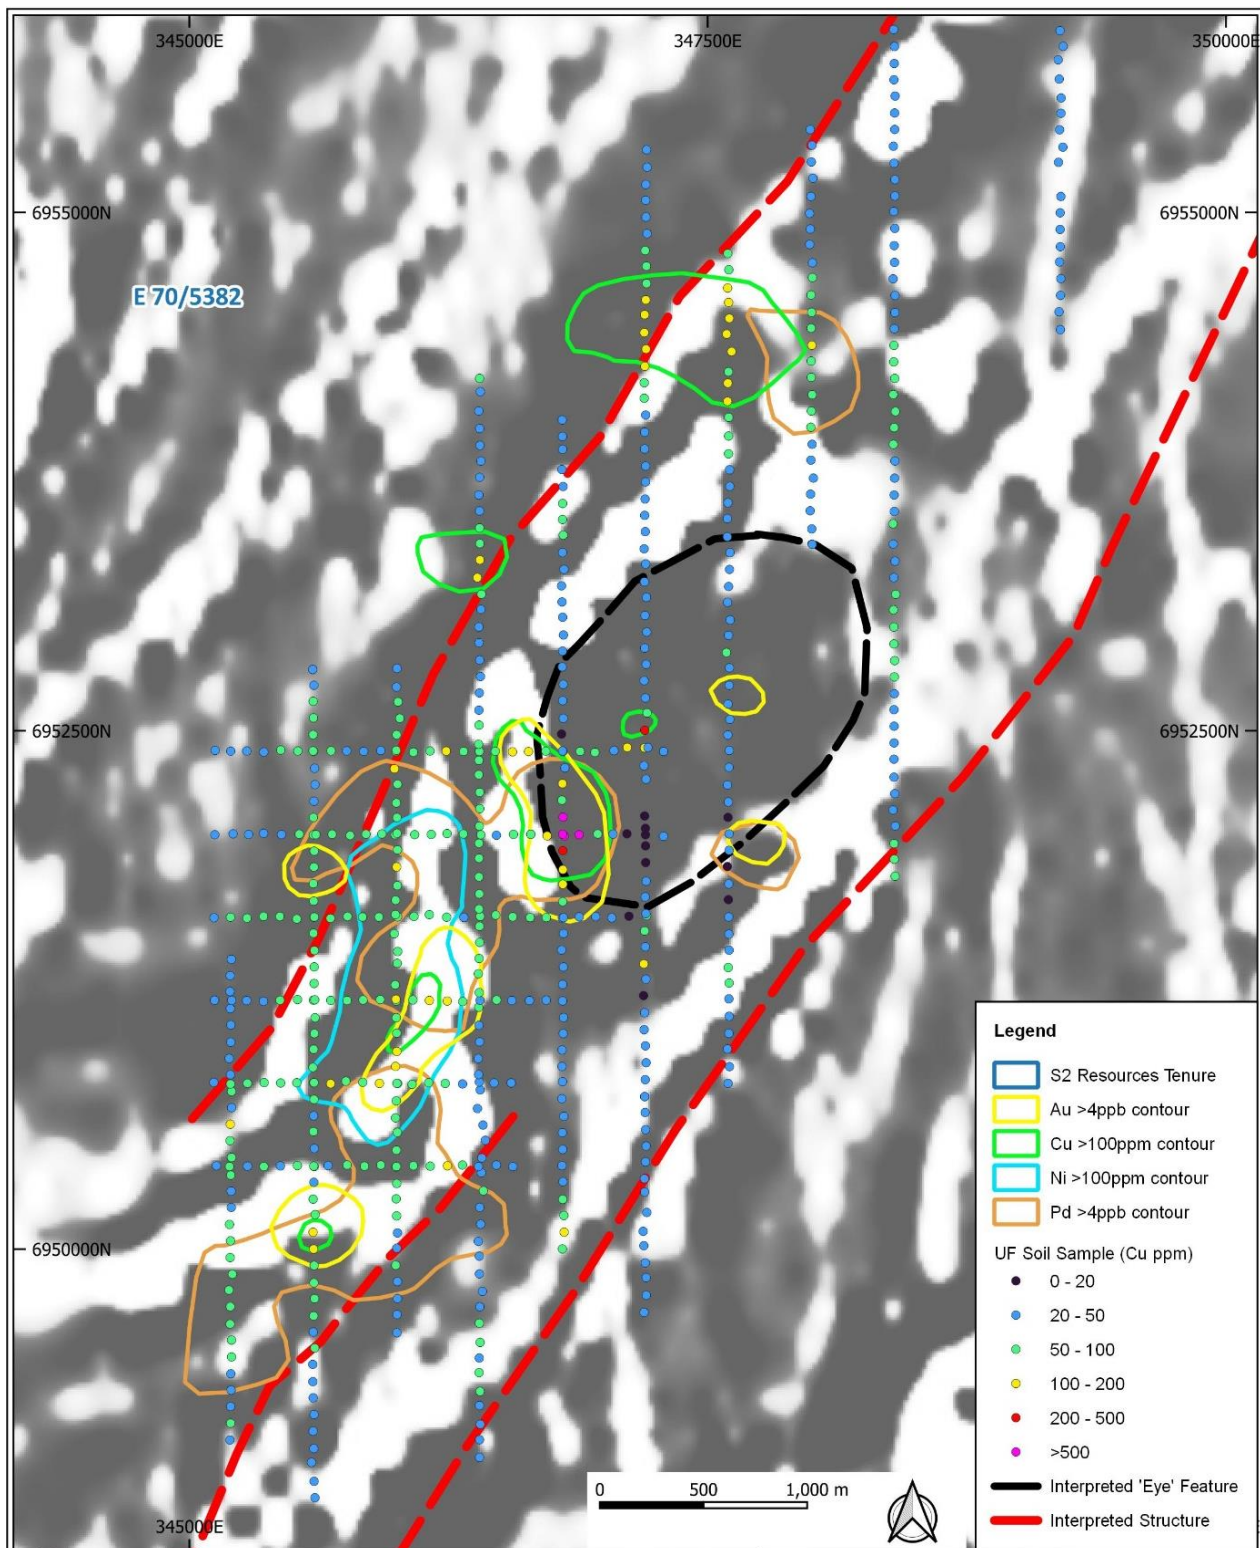 345000E 347500E 350000E
6955000N 6955000N
E 70/5382
6952500N 6952500N
6950000N
345000E
0 500 1,000 m
Legend
S2 Resources Tenure
Au >4ppb contour
Cu >100ppm contour
Ni >100ppm contour
Pd >4ppb contour
UF Soil Sample (Cu ppm)
0 - 20
20 - 50
50 - 100
100 - 200
200 - 500
>500
Interpreted 'Eye' Feature
Interpreted Structure